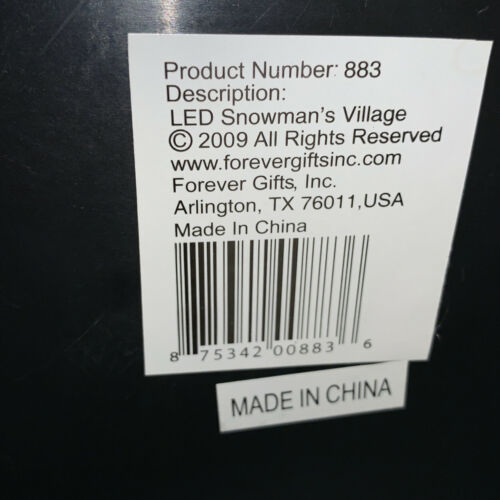 Product Number: 883
Description:
LED Snowman's Village
© 2009 All Rights Reserved
www.forevergiftsinc.com
Forever Gifts, Inc.
Arlington, TX 76011,USA
Made In China
8 75342 00883 6
MADE IN CHINA